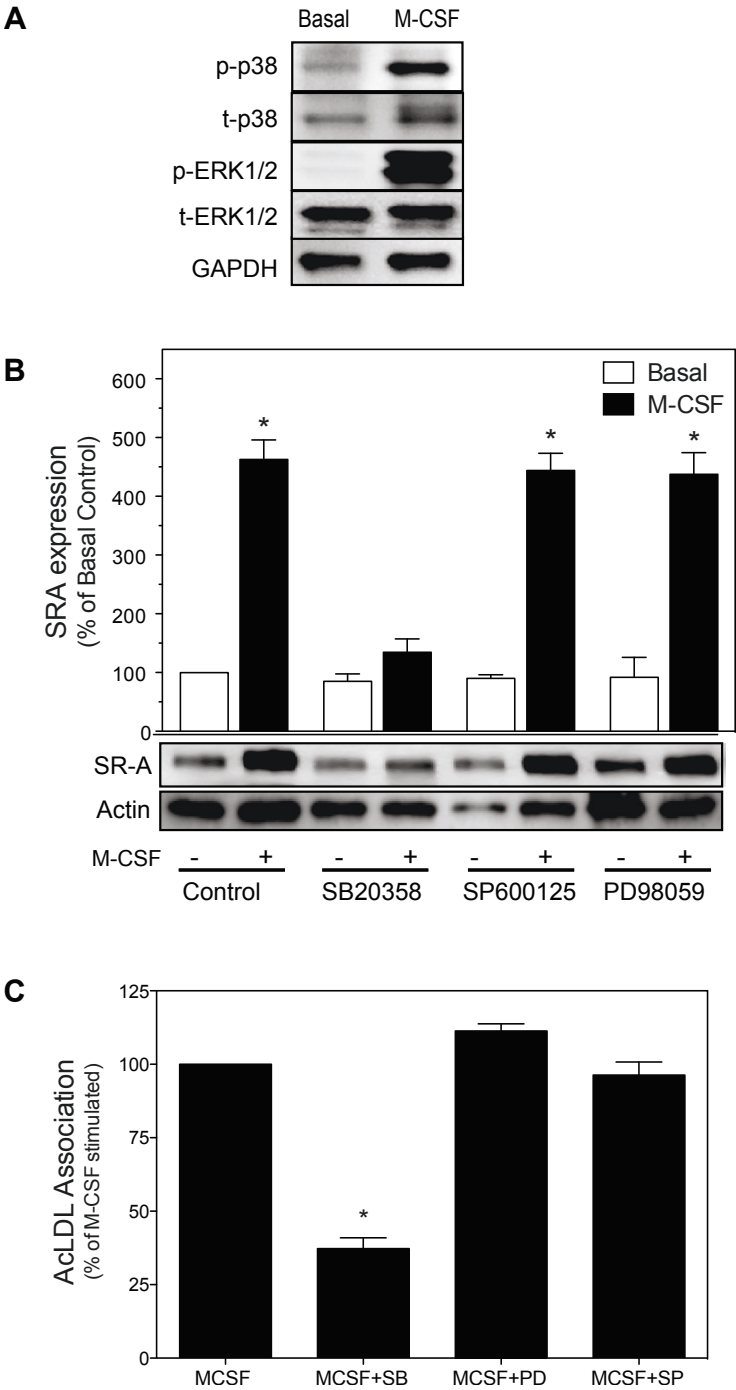 A
Basal M-CSF
p-p38
t-p38
p-ERK1/2
t-ERK1/2
GAPDH
B
SRA expression
(% of Basal Control)
600
500
400
300
200
100
0
Basal
M-CSF
*
*
*
SR-A
Actin
M-CSF - + - + - + - +
Control SB20358 SP600125 PD98059
C
AcLDL Association
(% of M-CSF stimulated)
125
100
75
50
25
0
*
MCSF MCSF+SB MCSF+PD MCSF+SP